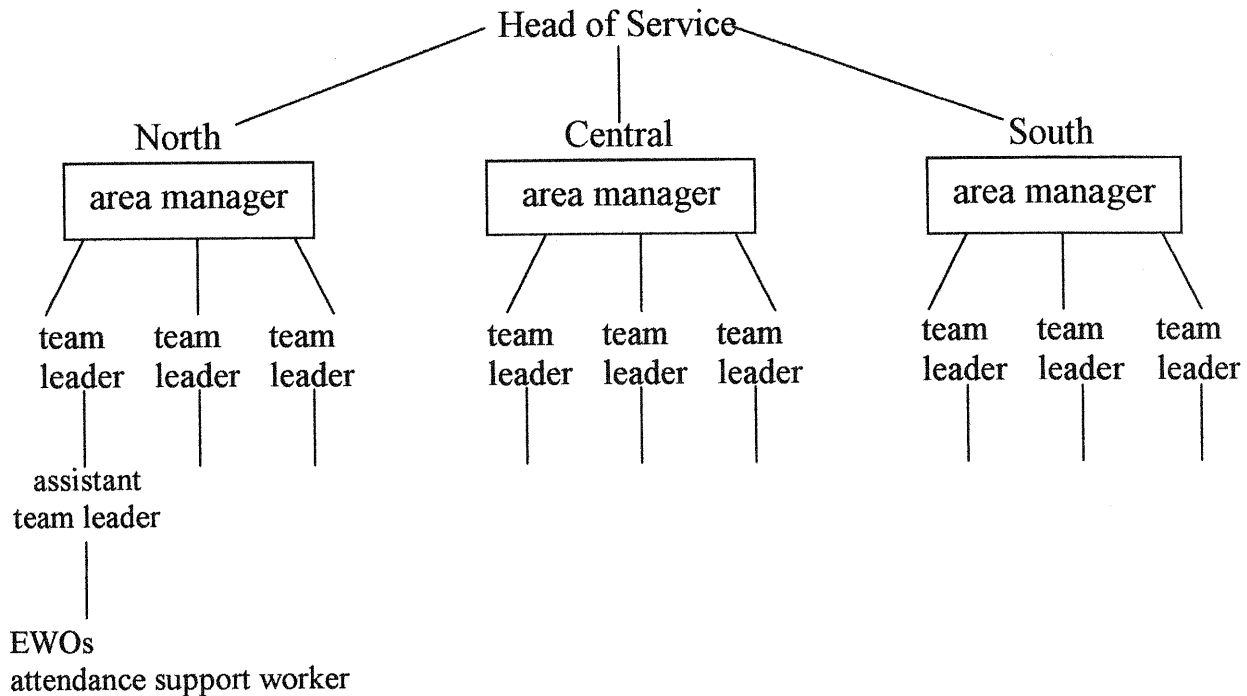 Head of Service
North
Central
South
area manager
area manager
area manager
team team team
leader leader leader
team team team
leader leader leader
team team team
leader leader leader
assistant
team leader
EWOs
attendance support worker